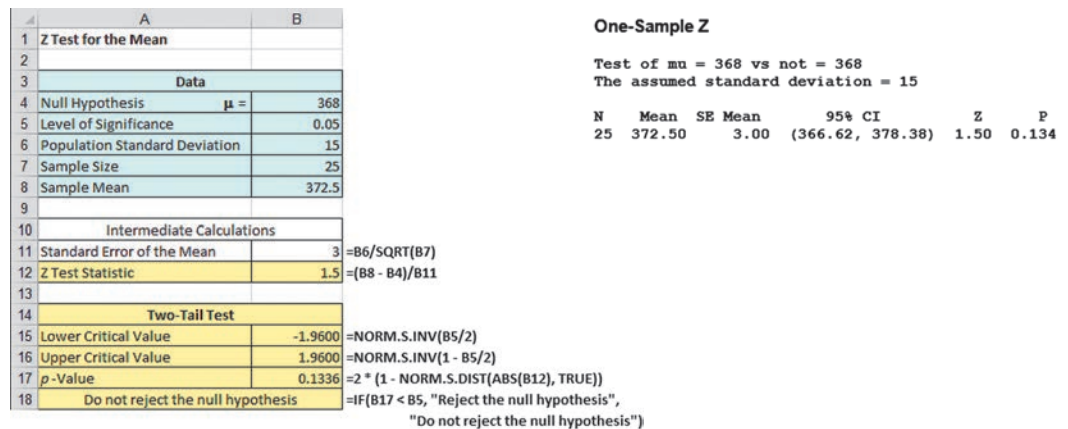 A B
1 Z Test for the Mean
2
3 Data
4 Null Hypothesis μ = 368
5 Level of Significance 0.05
6 Population Standard Deviation 15
7 Sample Size 25
8 Sample Mean 372.5
9
10 Intermediate Calculations
11 Standard Error of the Mean 3 =B6/SQRT(B7)
12 Z Test Statistic 1.5 =(B8 - B4)/B11
13
14 Two-Tail Test
15 Lower Critical Value -1.9600 =NORM.S.INV(B5/2)
16 Upper Critical Value 1.9600 =NORM.S.INV(1 - B5/2)
17 p-Value 0.1336 =2 * (1 - NORM.S.DIST(ABS(B12), TRUE))
18 Do not reject the null hypothesis =IF(B17 < B5, "Reject the null hypothesis",
"Do not reject the null hypothesis")
One-Sample Z
Test of mu = 368 vs not = 368
The assumed standard deviation = 15
N Mean SE Mean 95% CI Z P
25 372.50 3.00 (366.62, 378.38) 1.50 0.134